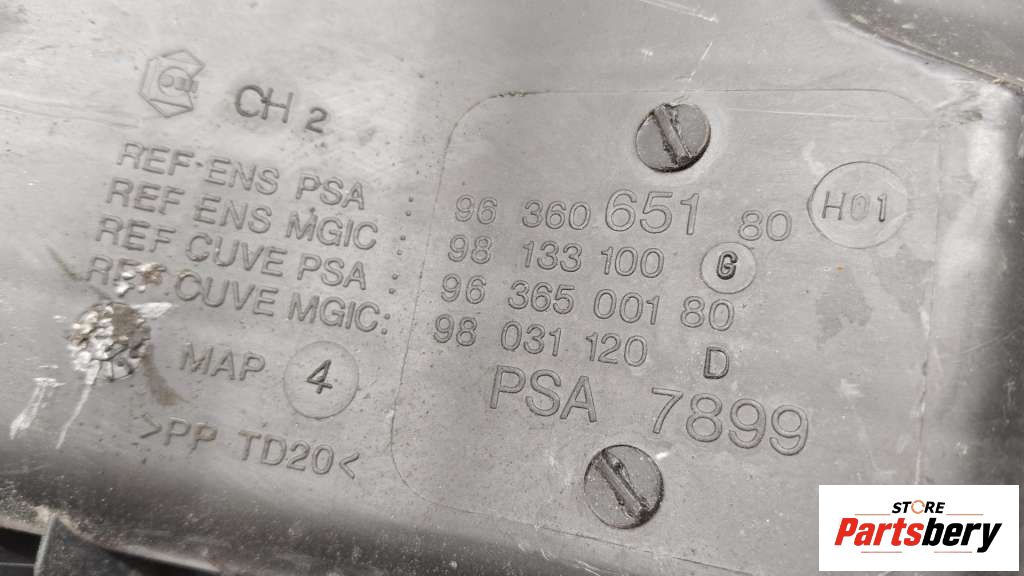 CH 2
REF ENS PSA : 96 360 651 80 H01
REF ENS MGIC : 98 133 100 G
REF CUVE PSA : 96 365 001 80
REF CUVE MGIC: 98 031 120 D
MAP 4 PSA 7899
>PP TD20<
STORE
Partsbery